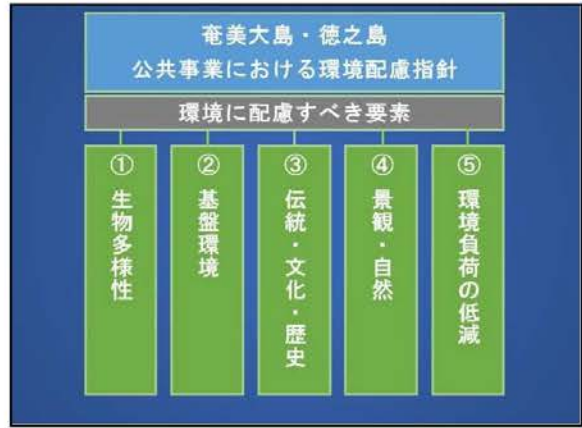 奄美大島・徳之島
公共事業における環境配慮指針
環境に配慮すべき要素
①
生物多様性
②
基盤環境
③
伝統・文化・歴史
④
景観・自然
⑤
環境負荷の低減